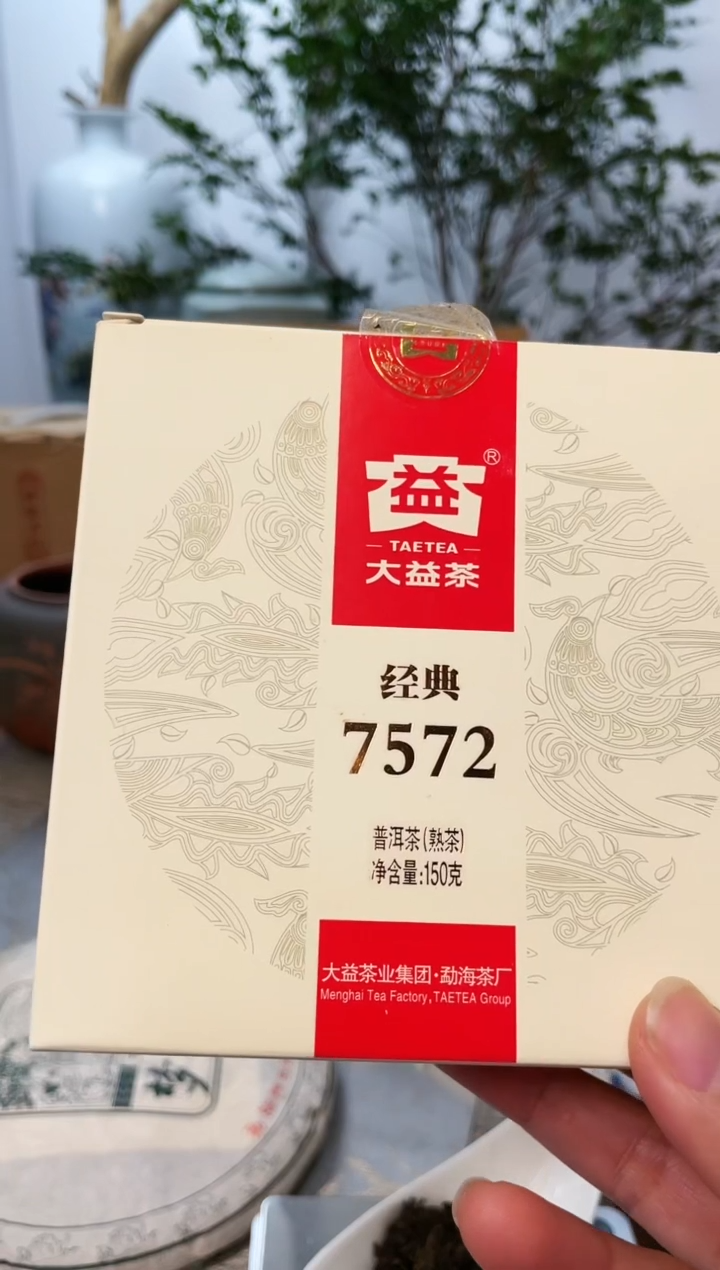 益®
TAETEA
大益茶
经典
7572
普洱茶(熟茶)
净含量:150克
大益茶业集团·勐海茶厂
Menghai Tea Factory,TAETEA Group